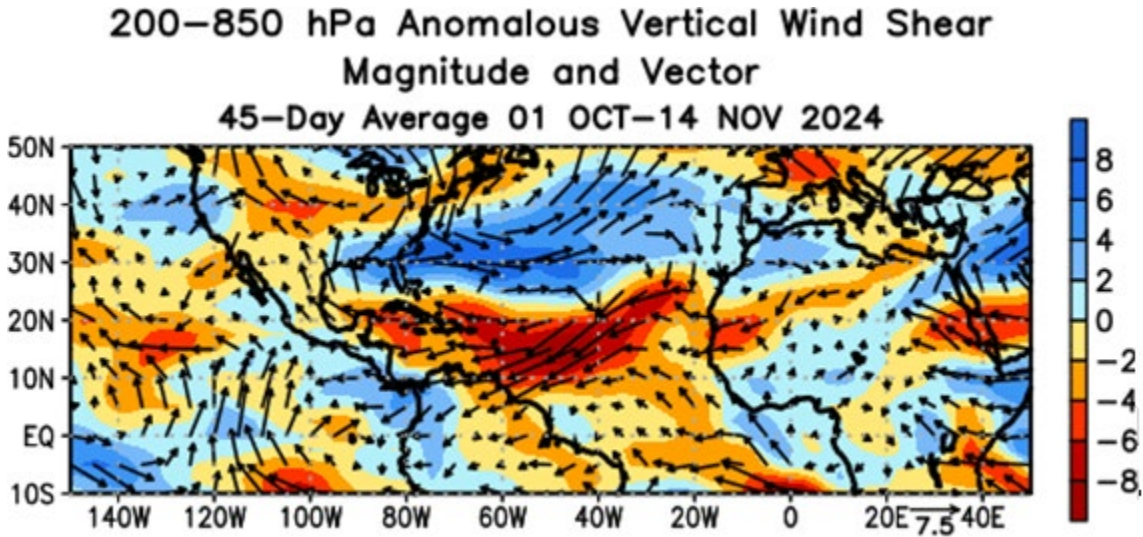 200-850 hPa Anomalous Vertical Wind Shear
Magnitude and Vector
45-Day Average 01 OCT-14 NOV 2024
50N
40N
30N
20N
10N
EQ
10S
140W 120W 100W 80W 60W 40W 20W 0 20E 40E
7.5
8
6
4
2
0
-2
-4
-6
-8